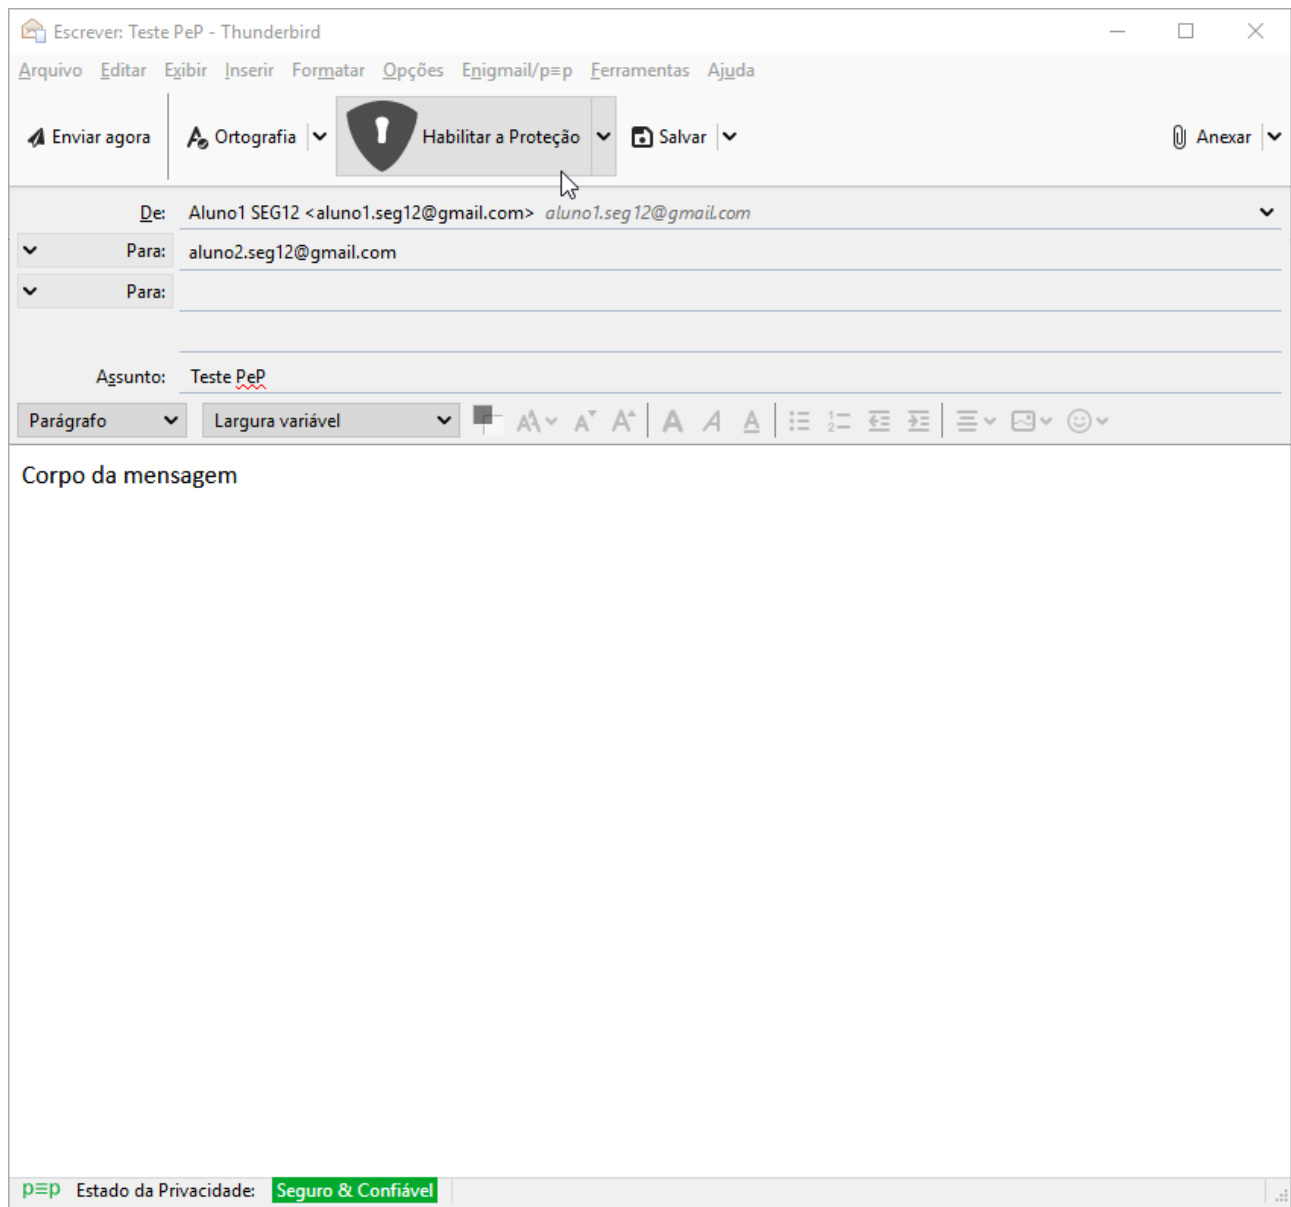 Escrever: Teste PeP - Thunderbird
Arquivo Editar Exibir Inserir Formatar Opções Enigmail/p≡p Ferramentas Ajuda
Enviar agora Ortografia Habilitar a Proteção Salvar Anexar
De: Aluno1 SEG12 <aluno1.seg12@gmail.com> aluno1.seg12@gmail.com
Para: aluno2.seg12@gmail.com
Para:
Assunto: Teste PeP
Parágrafo Largura variável
Corpo da mensagem
p≡p Estado da Privacidade: Seguro & Confiável